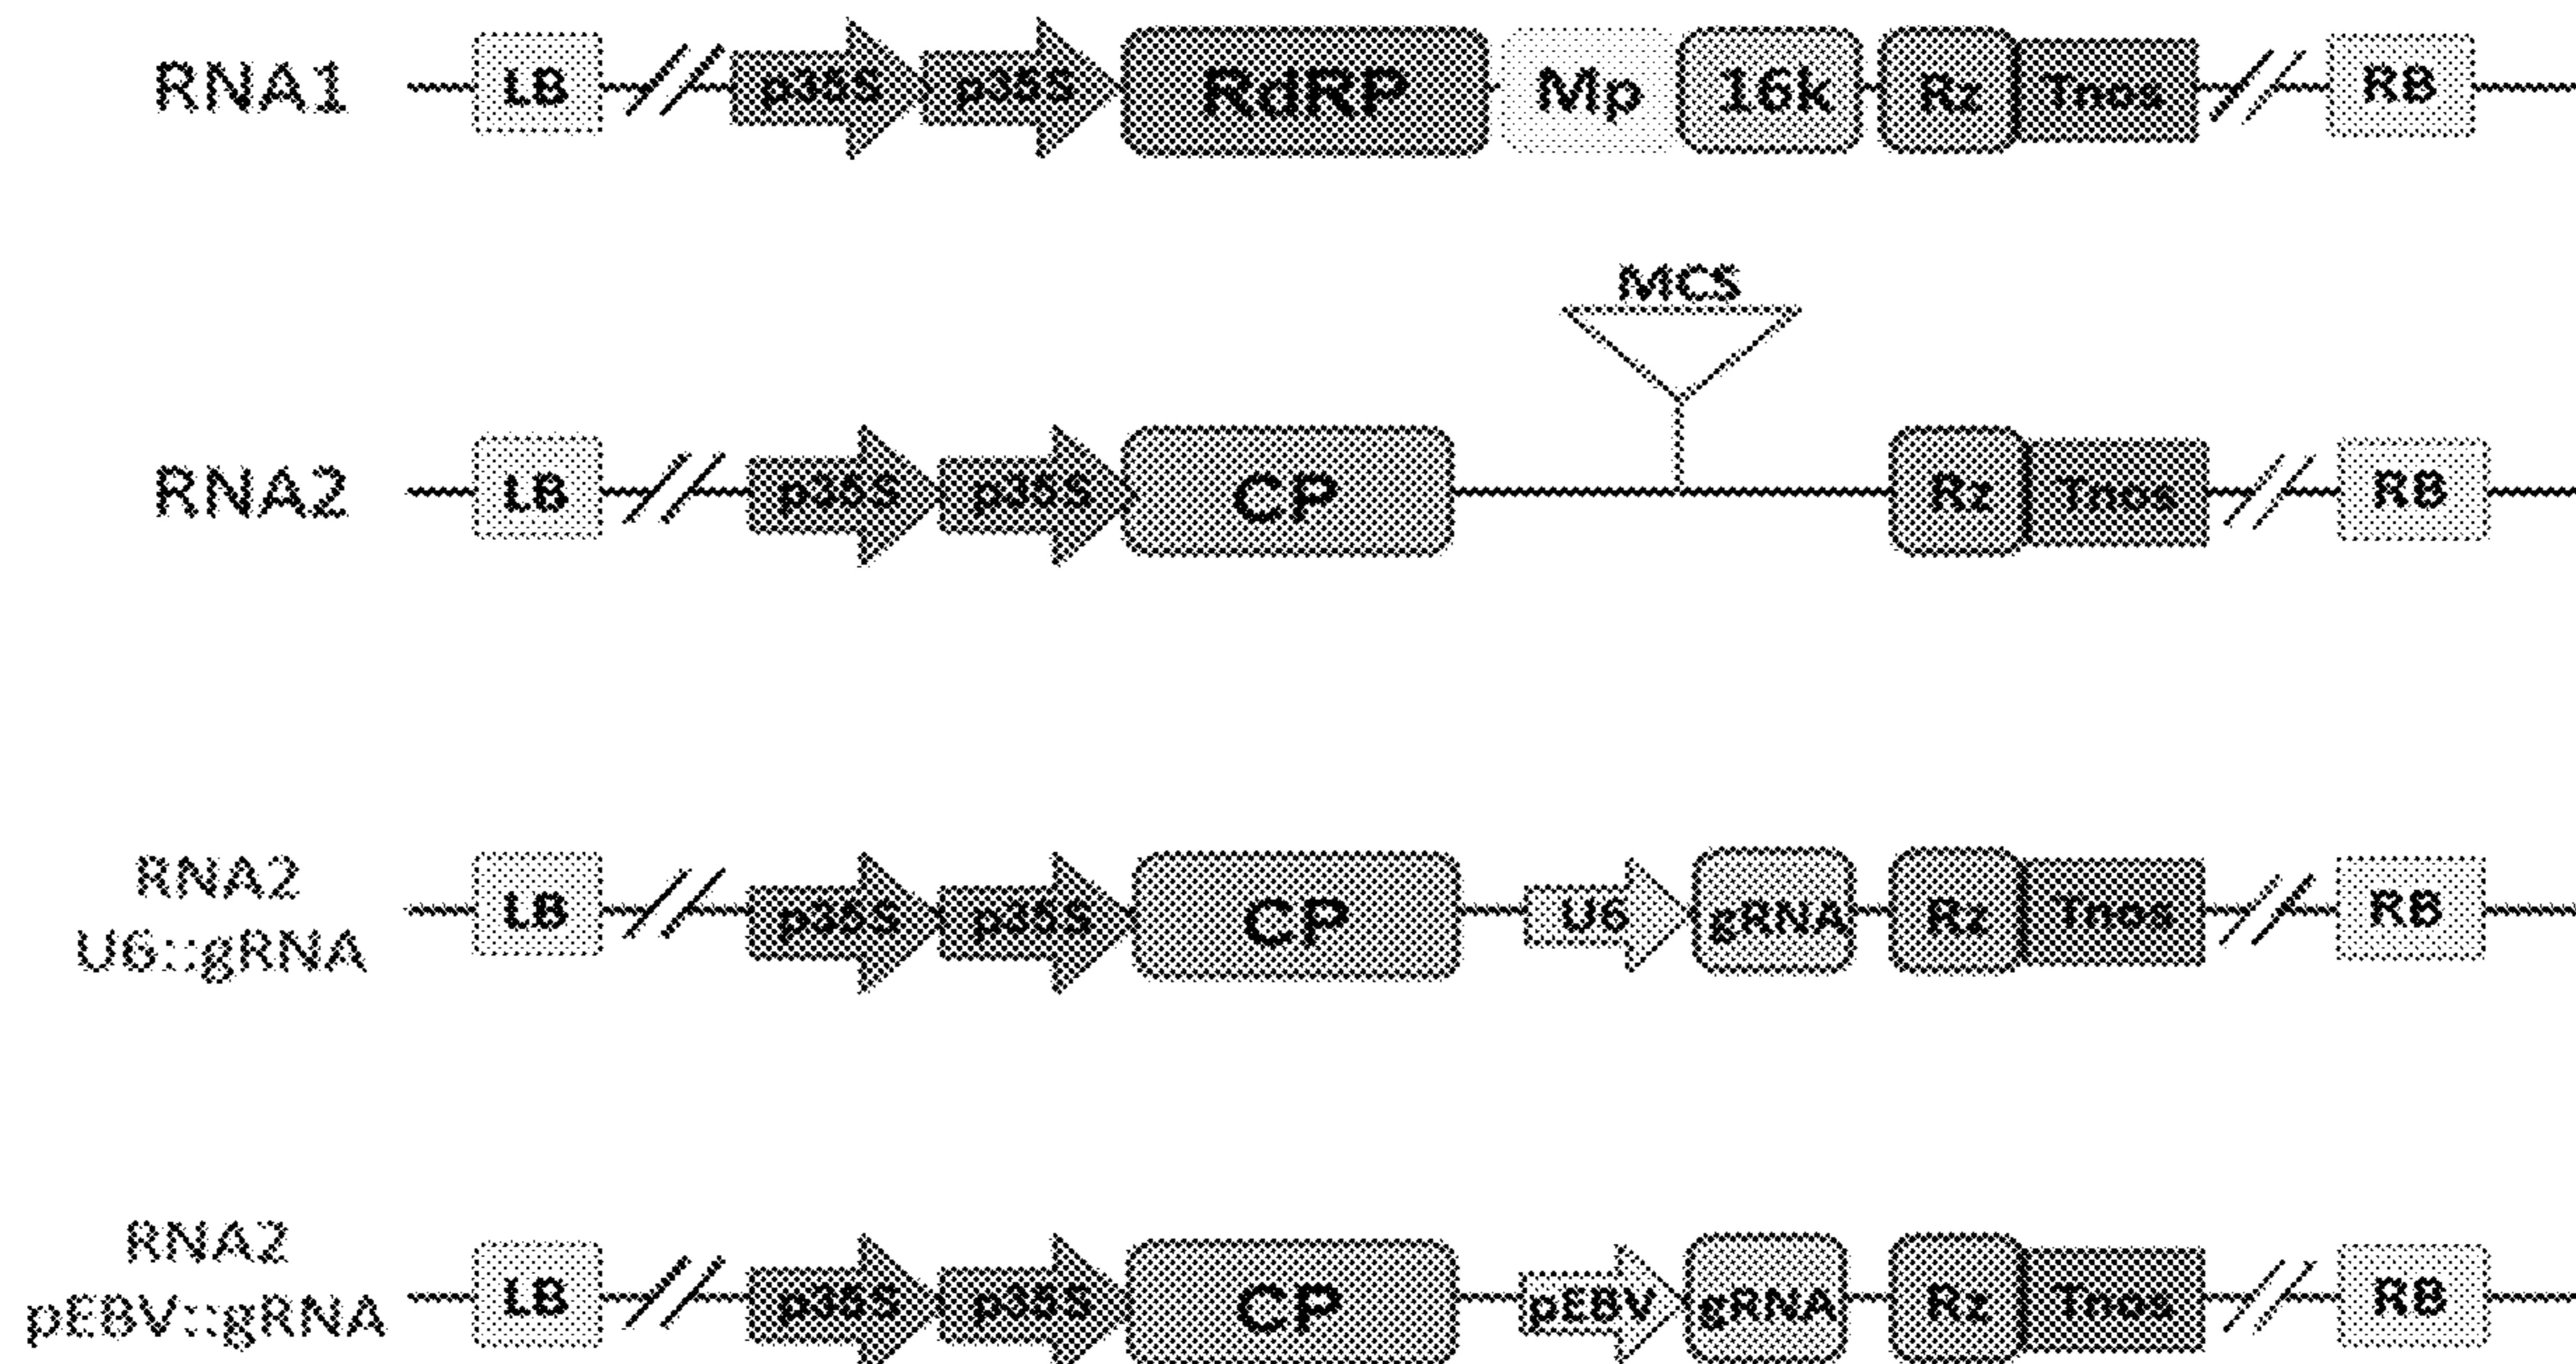 RNA1 LB p35S p35S RdRP Mp 16k Rz Tnos RB
MCS
RNA2 LB p35S p35S CP Rz Tnos RB
RNA2
U6::gRNA LB p35S p35S CP U6 gRNA Rz Tnos RB
RNA2
pEBV::gRNA LB p35S p35S CP pEBV gRNA Rz Tnos RB